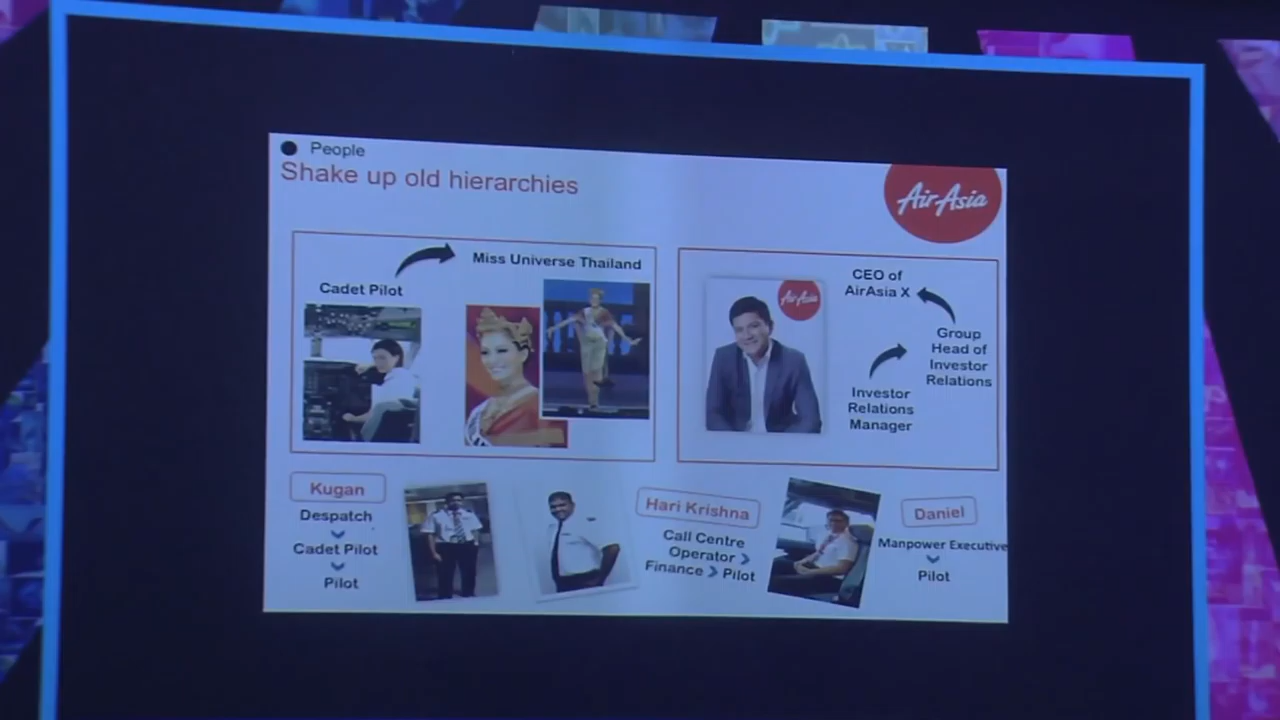 People
Shake up old hierarchies
AirAsia
Cadet Pilot
Miss Universe Thailand
AirAsia
CEO of
AirAsia X
Group
Head of
Investor
Relations
Investor
Relations
Manager
Kugan
Despatch
Cadet Pilot
Pilot
Hari Krishna
Call Centre
Operator >
Finance > Pilot
Daniel
Manpower Executive
Pilot